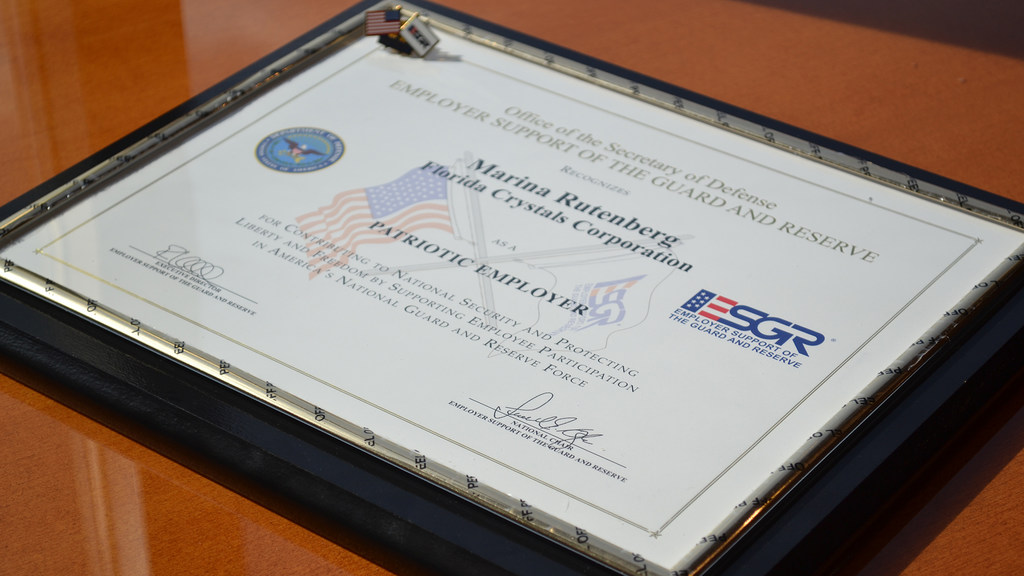 Office of the Secretary of Defense
EMPLOYER SUPPORT OF THE GUARD AND RESERVE
RECOGNIZES
Marina Rutenberg
Florida Crystals Corporation
AS A
PATRIOTIC EMPLOYER
FOR CONTRIBUTING TO NATIONAL SECURITY AND PROTECTING
LIBERTY AND FREEDOM BY SUPPORTING EMPLOYEE PARTICIPATION
IN AMERICA'S NATIONAL GUARD AND RESERVE FORCE
EXECUTIVE DIRECTOR
EMPLOYER SUPPORT OF THE GUARD AND RESERVE
ESGR
EMPLOYER SUPPORT OF
THE GUARD AND RESERVE
NATIONAL CHAIR
EMPLOYER SUPPORT OF THE GUARD AND RESERVE